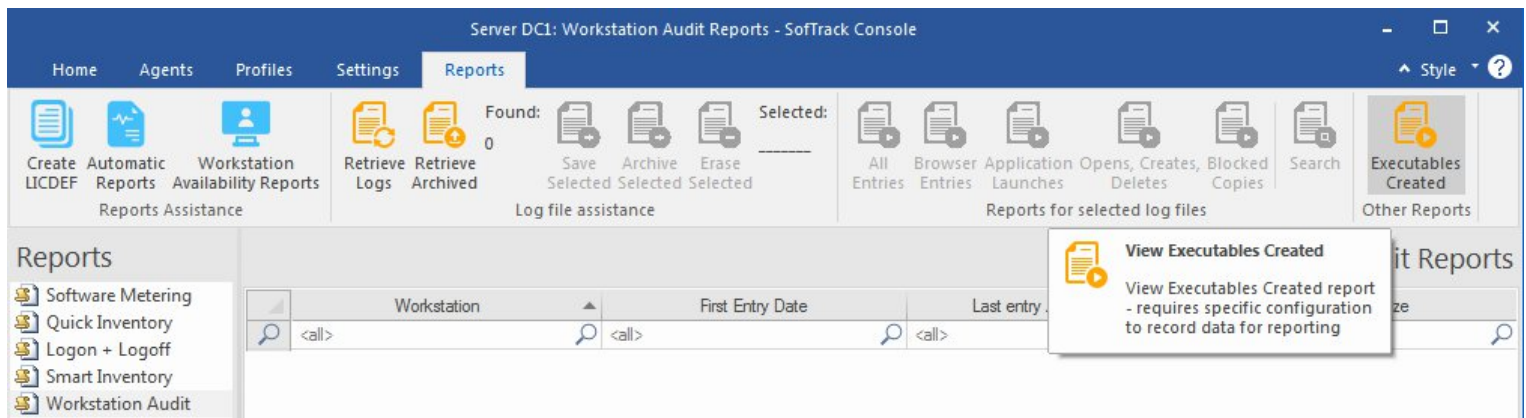 Server DC1: Workstation Audit Reports - SofTrack Console
Home Agents Profiles Settings Reports Style ?
Create LICDEF
Automatic Reports
Workstation Availability Reports
Reports Assistance
Retrieve Logs
Retrieve Archived
Found:
0
Save Selected
Archive Selected
Erase Selected
Selected:
Log file assistance
All Entries
Browser Entries
Application Launches
Opens, Creates, Deletes
Blocked Copies
Search
Reports for selected log files
Executables Created
Other Reports
Reports
it Reports
Software Metering
Quick Inventory
Logon + Logoff
Smart Inventory
Workstation Audit
Workstation First Entry Date Last entry
<all> <all> <all>
View Executables Created
View Executables Created report
- requires specific configuration
to record data for reporting